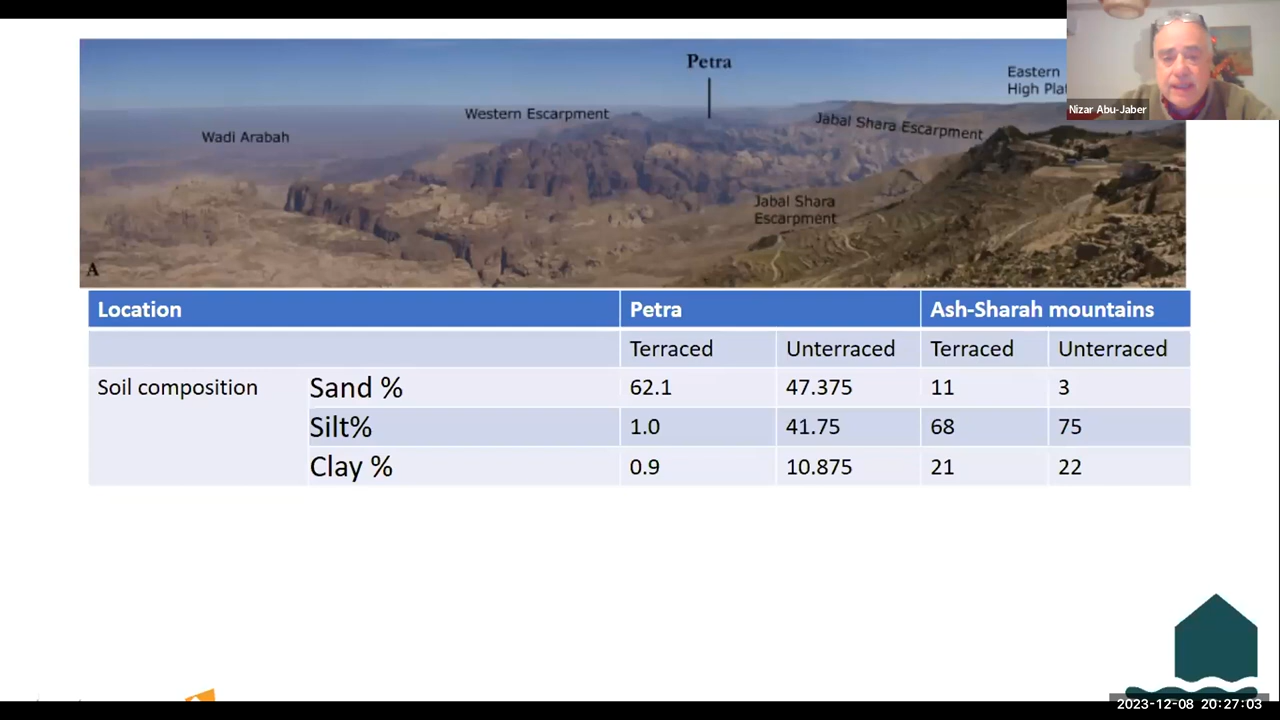 Petra
Eastern
High Plat
Nizar Abu-Jaber
Western Escarpment
Jabal Shara Escarpment
Wadi Arabah
Jabal Shara
Escarpment
A
Location Petra Ash-Sharah mountains
Terraced Unterraced Terraced Unterraced
Soil composition Sand % 62.1 47.375 11 3
Silt% 1.0 41.75 68 75
Clay % 0.9 10.875 21 22
2023-12-08 20:27:03